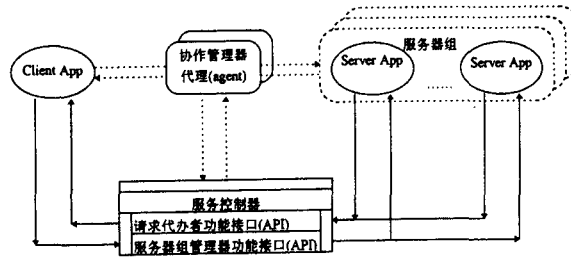 服务器组
协作管理器
代理(agent)
Client App
Server App
Server App
......
服务控制器
请求代办者功能接口(API)
服务器组管理器功能接口(API)